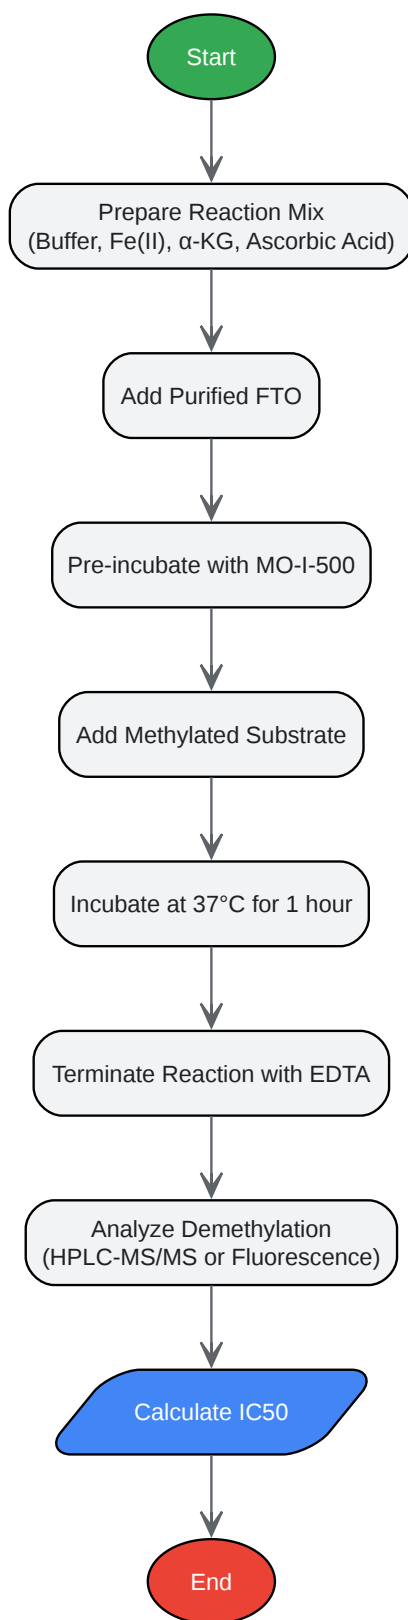 Start
Prepare Reaction Mix
(Buffer, Fe(II), α-KG, Ascorbic Acid)
Add Purified FTO
Pre-incubate with MO-I-500
Add Methylated Substrate
Incubate at 37°C for 1 hour
Terminate Reaction with EDTA
Analyze Demethylation
(HPLC-MS/MS or Fluorescence)
Calculate IC50
End